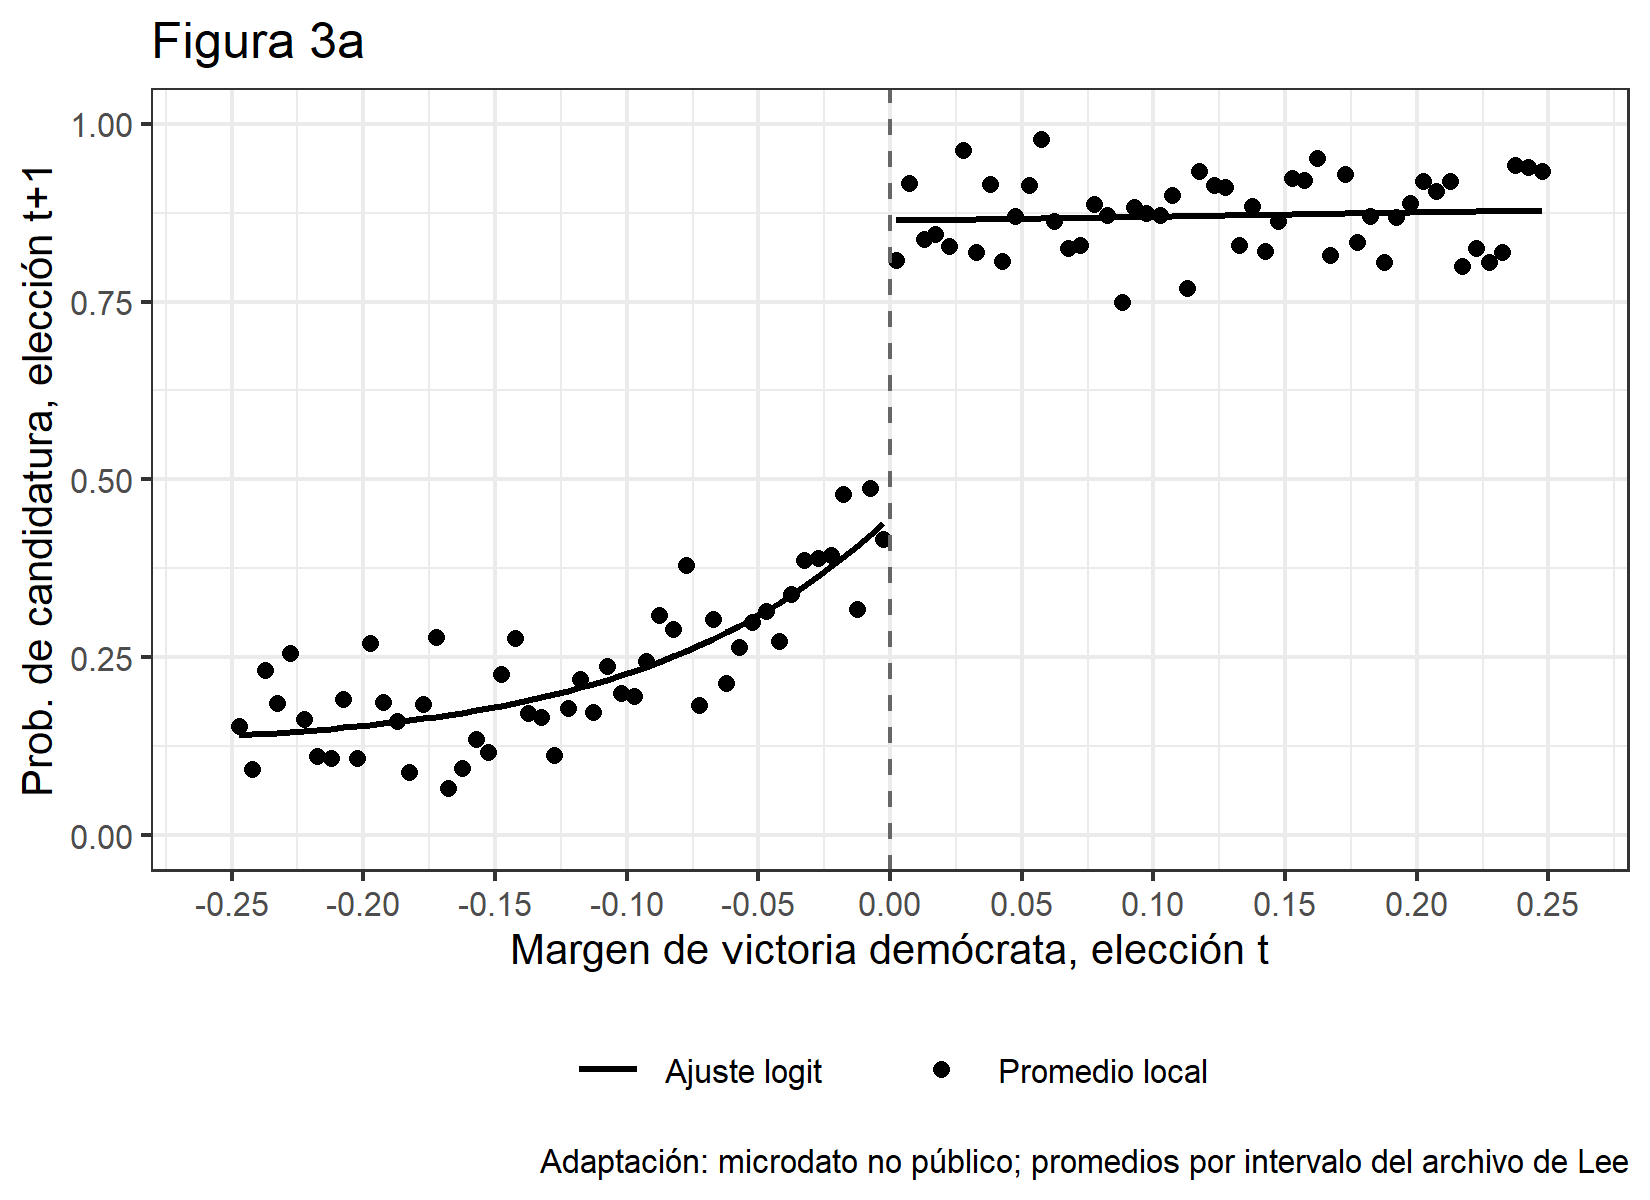 Figura 3a
Prob. de candidatura, elección t+1
1.00
0.75
0.50
0.25
0.00
-0.25 -0.20 -0.15 -0.10 -0.05 0.00 0.05 0.10 0.15 0.20 0.25
Margen de victoria demócrata, elección t
Ajuste logit Promedio local
Adaptación: microdato no público; promedios por intervalo del archivo de Lee